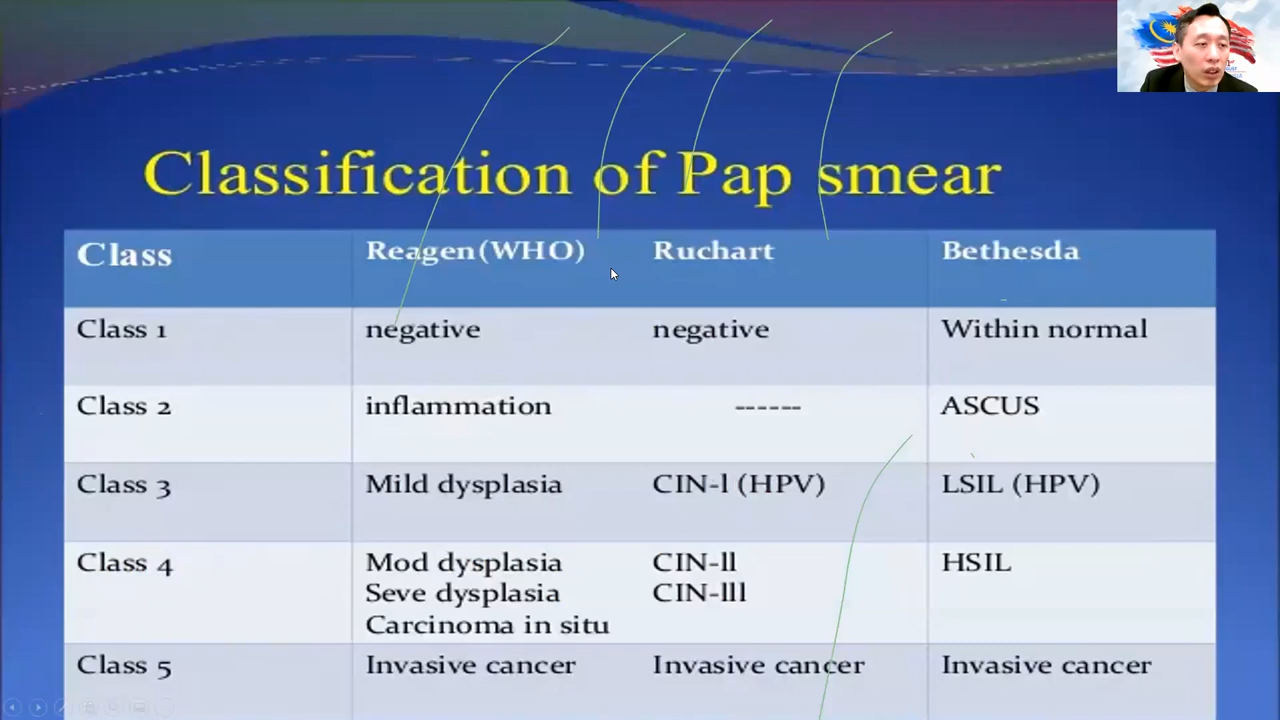 Classification of Pap smear
Class Reagen(WHO) Ruchart Bethesda
Class 1 negative negative Within normal
Class 2 inflammation ------ ASCUS
Class 3 Mild dysplasia CIN-l (HPV) LSIL (HPV)
Class 4 Mod dysplasia CIN-ll HSIL
Seve dysplasia CIN-lll
Carcinoma in situ
Class 5 Invasive cancer Invasive cancer Invasive cancer